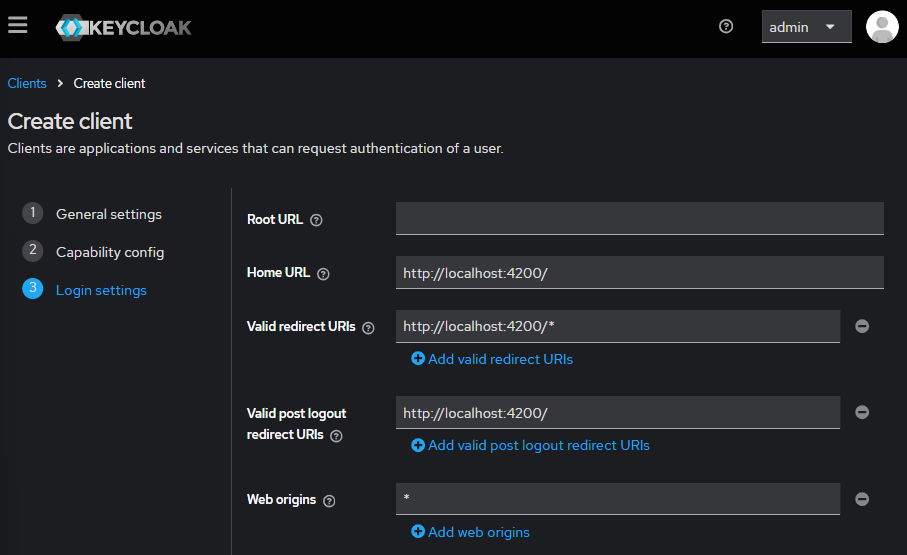 KEYCLOAK
admin
Clients > Create client
Create client
Clients are applications and services that can request authentication of a user.
1 General settings
2 Capability config
3 Login settings
Root URL
Home URL
http://localhost:4200/
Valid redirect URIs
http://localhost:4200/*
Add valid redirect URIs
Valid post logout
redirect URIs
http://localhost:4200/
Add valid post logout redirect URIs
Web origins
*
Add web origins